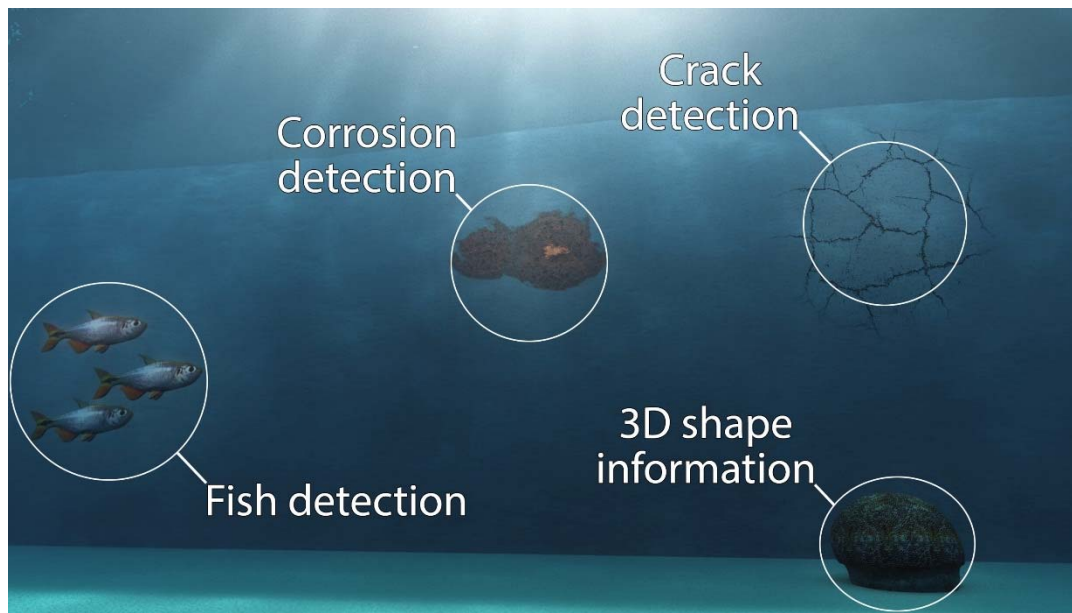 Crack
detection
Corrosion
detection
3D shape
information
Fish detection